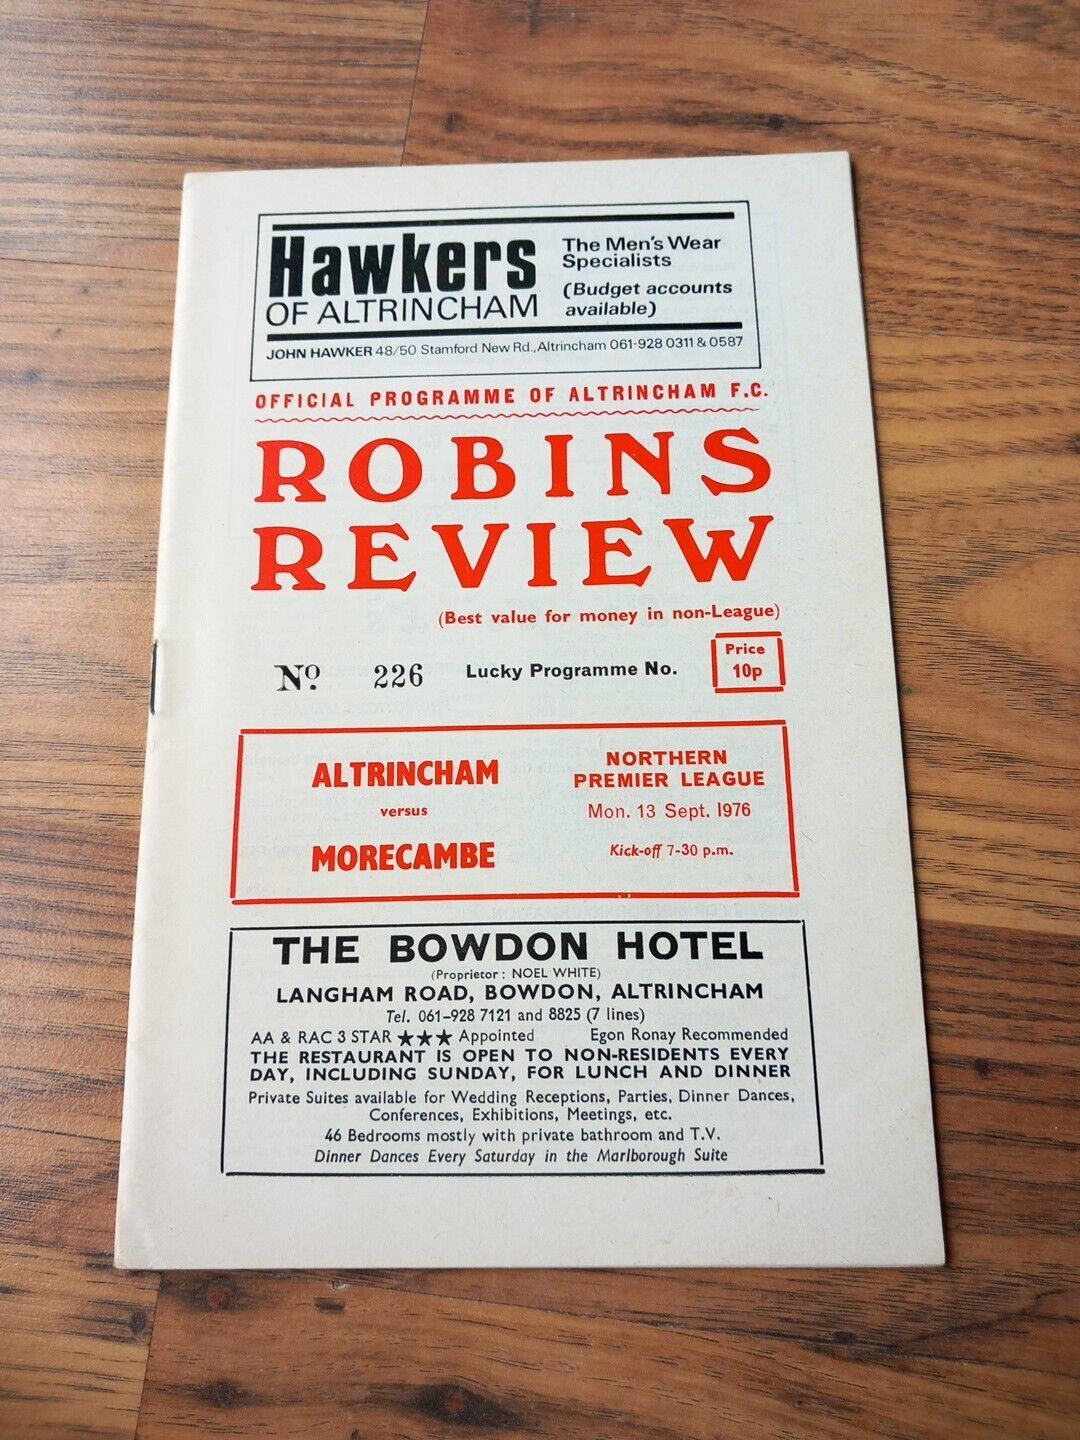 Hawkers
OF ALTRINCHAM
The Men's Wear
Specialists
(Budget accounts
available)
JOHN HAWKER 48/50 Stamford New Rd., Altrincham 061-928 0311 & 0587
OFFICIAL PROGRAMME OF ALTRINCHAM F.C.
ROBINS
REVIEW
(Best value for money in non-League)
No. 226 Lucky Programme No.
Price
10p
ALTRINCHAM
versus
MORECAMBE
NORTHERN
PREMIER LEAGUE
Mon. 13 Sept. 1976
Kick-off 7-30 p.m.
THE BOWDON HOTEL
(Proprietor : NOEL WHITE)
LANGHAM ROAD, BOWDON, ALTRINCHAM
Tel. 061-928 7121 and 8825 (7 lines)
AA & RAC 3 STAR ★★★ Appointed Egon Ronay Recommended
THE RESTAURANT IS OPEN TO NON-RESIDENTS EVERY
DAY, INCLUDING SUNDAY, FOR LUNCH AND DINNER
Private Suites available for Wedding Receptions, Parties, Dinner Dances,
Conferences, Exhibitions, Meetings, etc.
46 Bedrooms mostly with private bathroom and T.V.
Dinner Dances Every Saturday in the Marlborough Suite